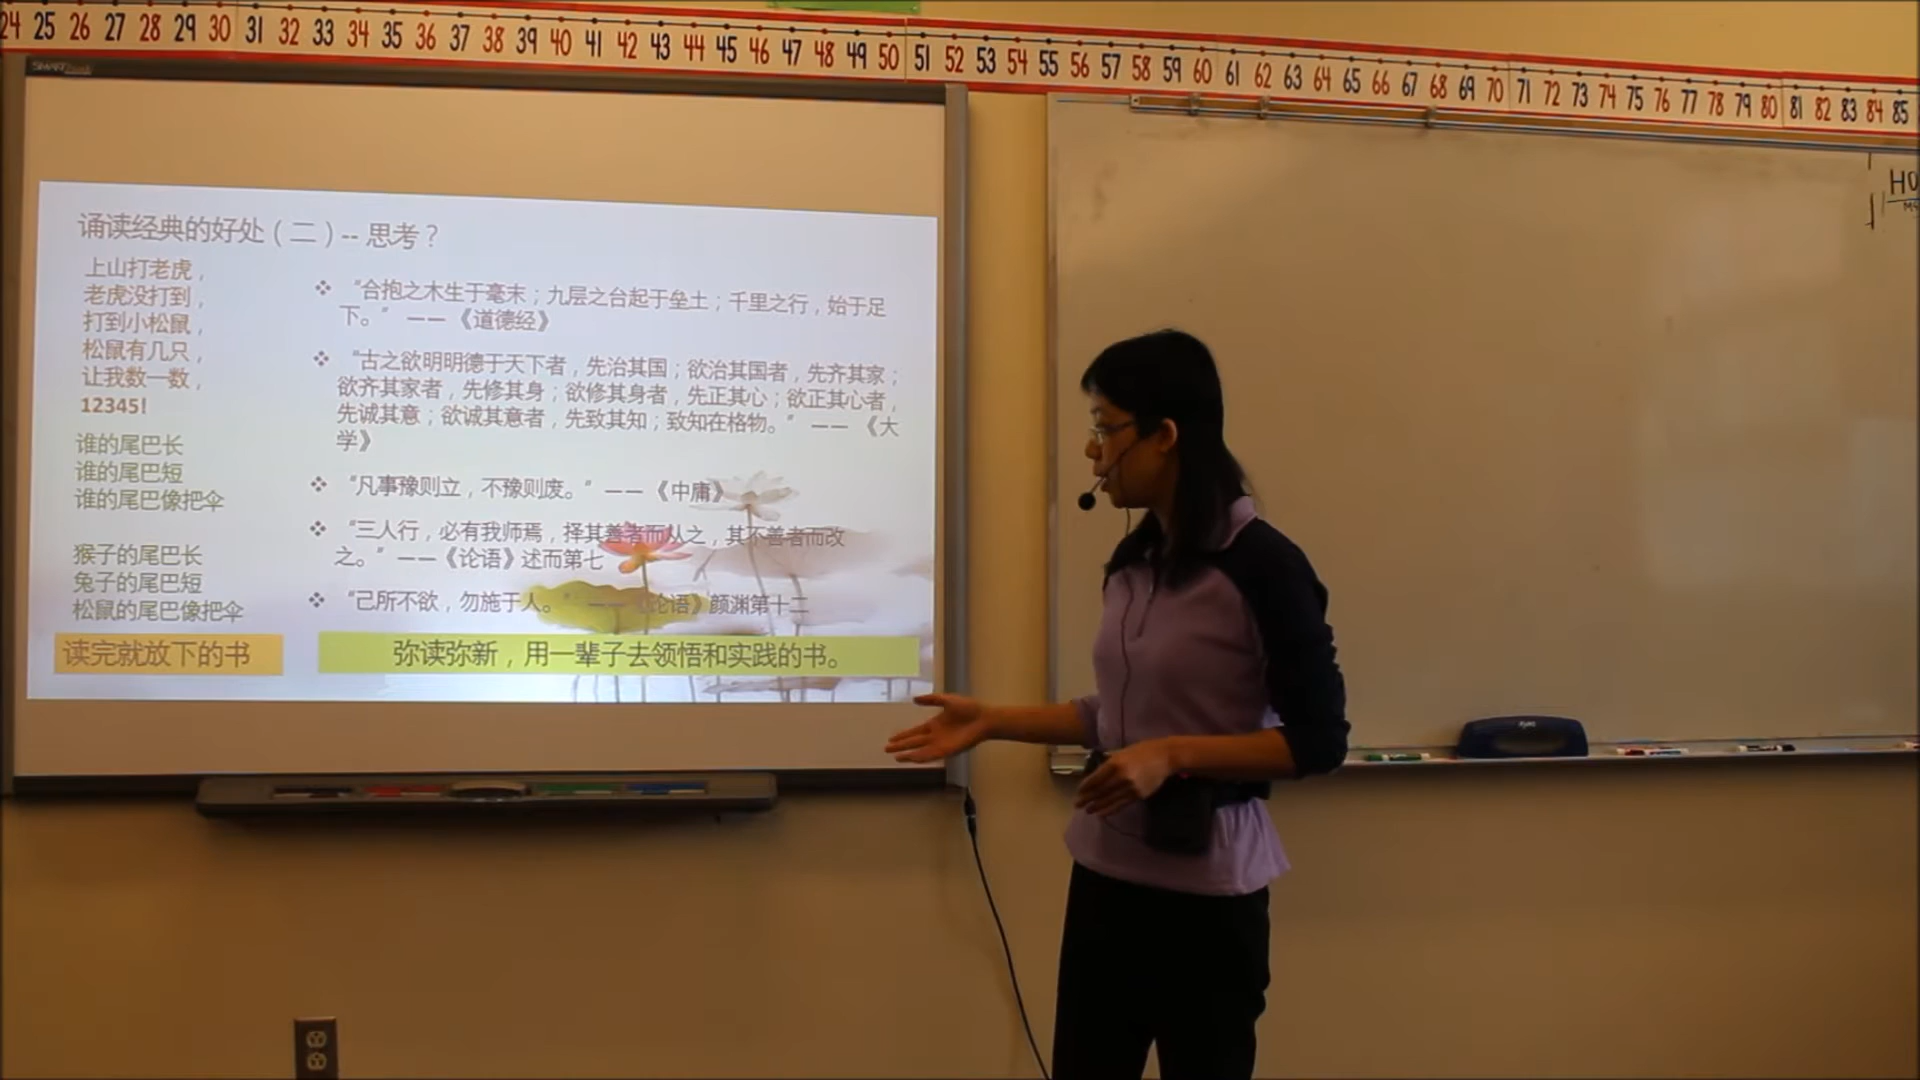 24 25 26 27 28 29 30 31 32 33 34 35 36 37 38 39 40 41 42 43 44 45 46 47 48 49 50 51 52 53 54 55 56 57 58 59 60 61 62 63 64 65 66 67 68 69 70 71 72 73 74 75 76 77 78 79 80 81 82 83 84 85
SMART
诵读经典的好处（二）-- 思考？
上山打老虎，
老虎没打到，
打到小松鼠，
松鼠有几只，
让我数一数，
12345!
谁的尾巴长
谁的尾巴短
谁的尾巴像把伞
猴子的尾巴长
兔子的尾巴短
松鼠的尾巴像把伞
读完就放下的书
“合抱之木生于毫末；九层之台起于垒土；千里之行，始于足
下。” —— 《道德经》
“古之欲明明德于天下者，先治其国；欲治其国者，先齐其家；
欲齐其家者，先修其身；欲修其身者，先正其心；欲正其心者，
先诚其意；欲诚其意者，先致其知；致知在格物。” —— 《大
学》
“凡事豫则立，不豫则废。” —— 《中庸》
“三人行，必有我师焉，择其善者而从之，其不善者而改
之。” ——《论语》述而第七
“己所不欲，勿施于人。” ——《论语》颜渊第十二
弥读弥新，用一辈子去领悟和实践的书。
HO